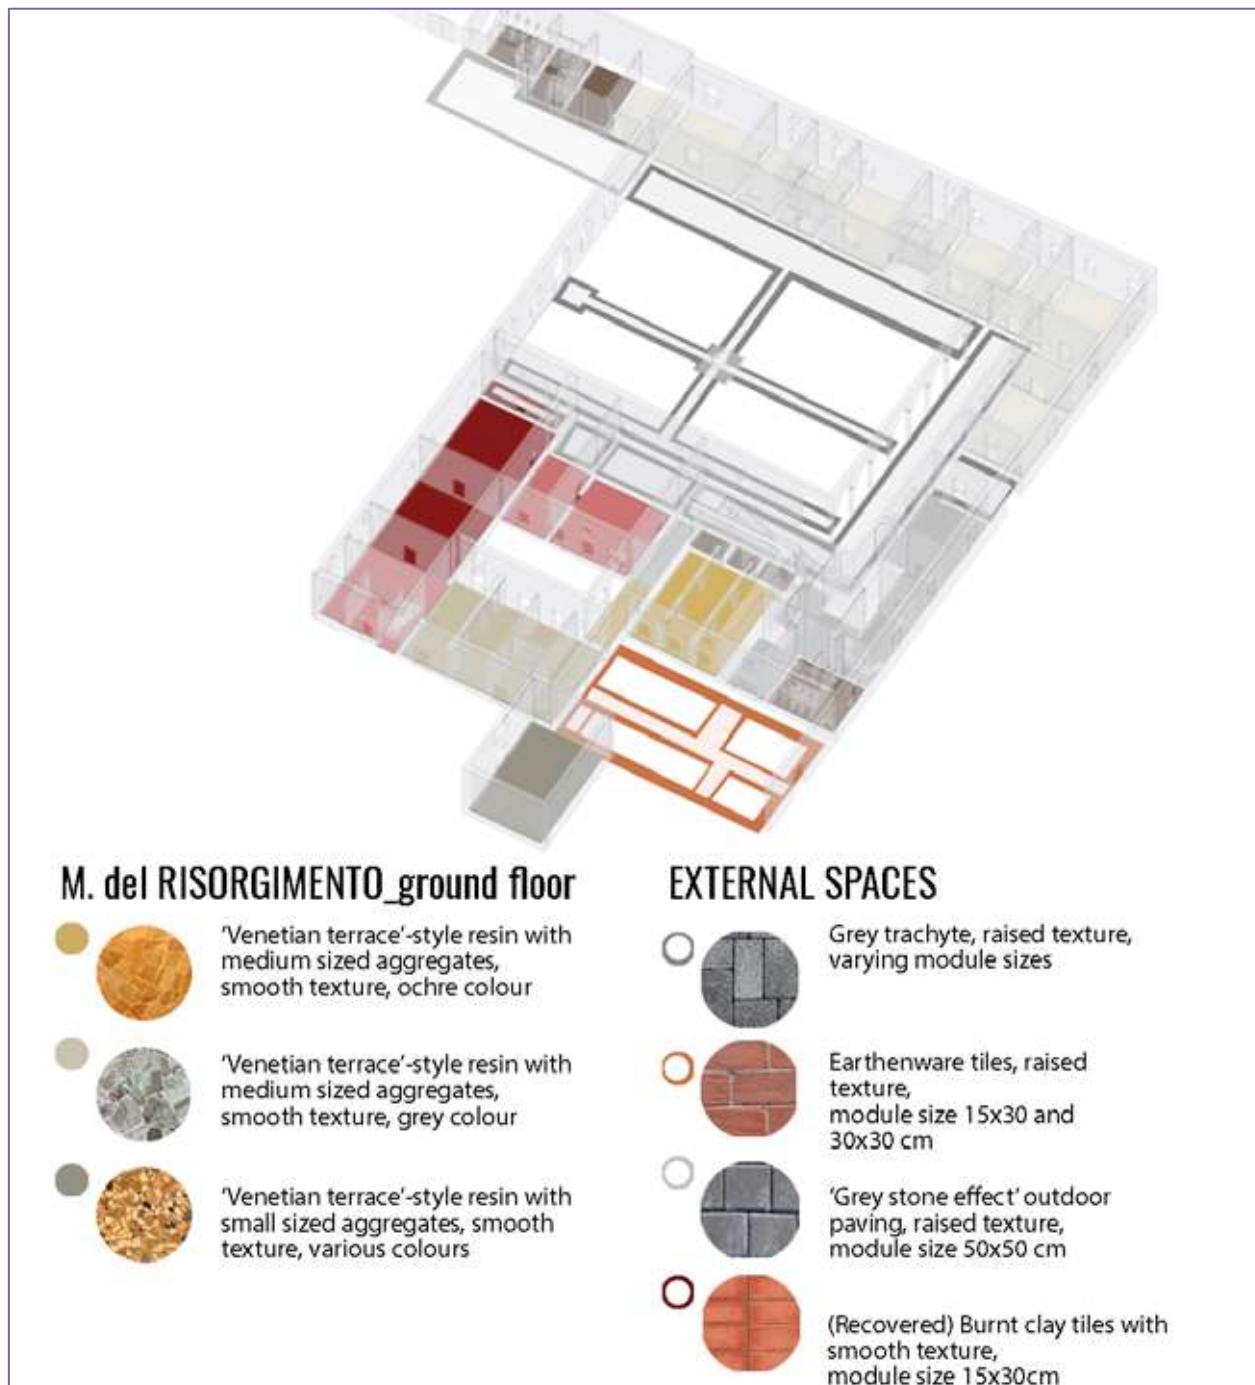 M. del RISORGIMENTO_ground floor
'Venetian terrace'-style resin with
medium sized aggregates,
smooth texture, ochre colour
'Venetian terrace'-style resin with
medium sized aggregates,
smooth texture, grey colour
'Venetian terrace'-style resin with
small sized aggregates, smooth
texture, various colours
EXTERNAL SPACES
Grey trachyte, raised texture,
varying module sizes
Earthenware tiles, raised
texture,
module size 15x30 and
30x30 cm
'Grey stone effect' outdoor
paving, raised texture,
module size 50x50 cm
(Recovered) Burnt clay tiles with
smooth texture,
module size 15x30cm